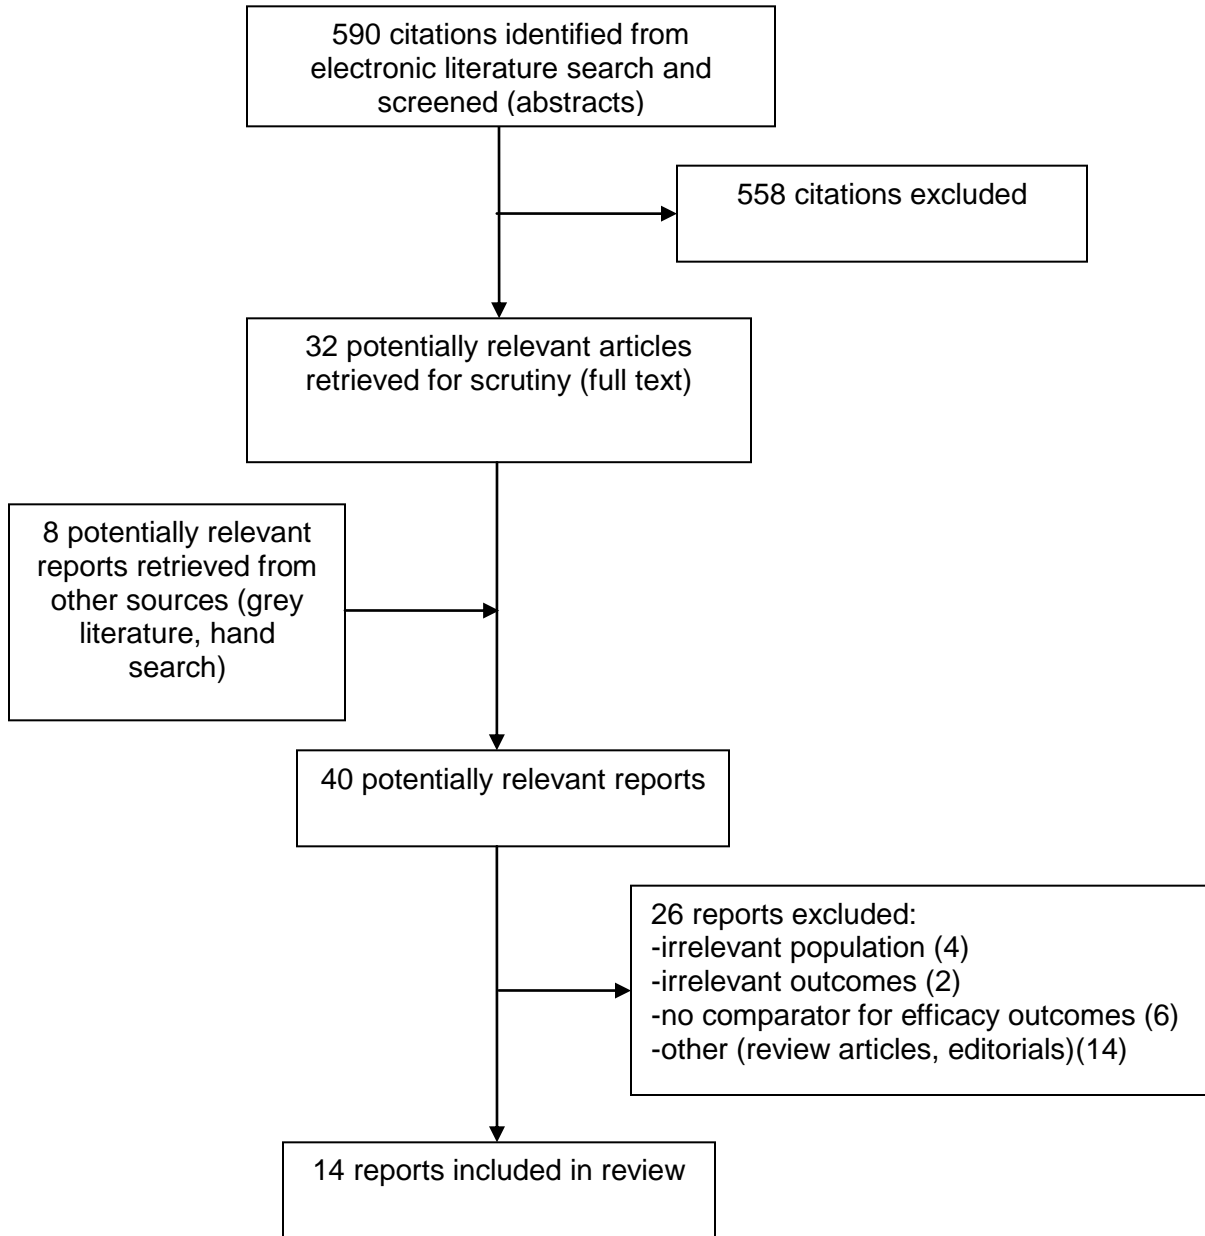 590 citations identified from
electronic literature search and
screened (abstracts)
558 citations excluded
32 potentially relevant articles
retrieved for scrutiny (full text)
8 potentially relevant
reports retrieved from
other sources (grey
literature, hand
search)
40 potentially relevant reports
26 reports excluded:
-irrelevant population (4)
-irrelevant outcomes (2)
-no comparator for efficacy outcomes (6)
-other (review articles, editorials)(14)
14 reports included in review